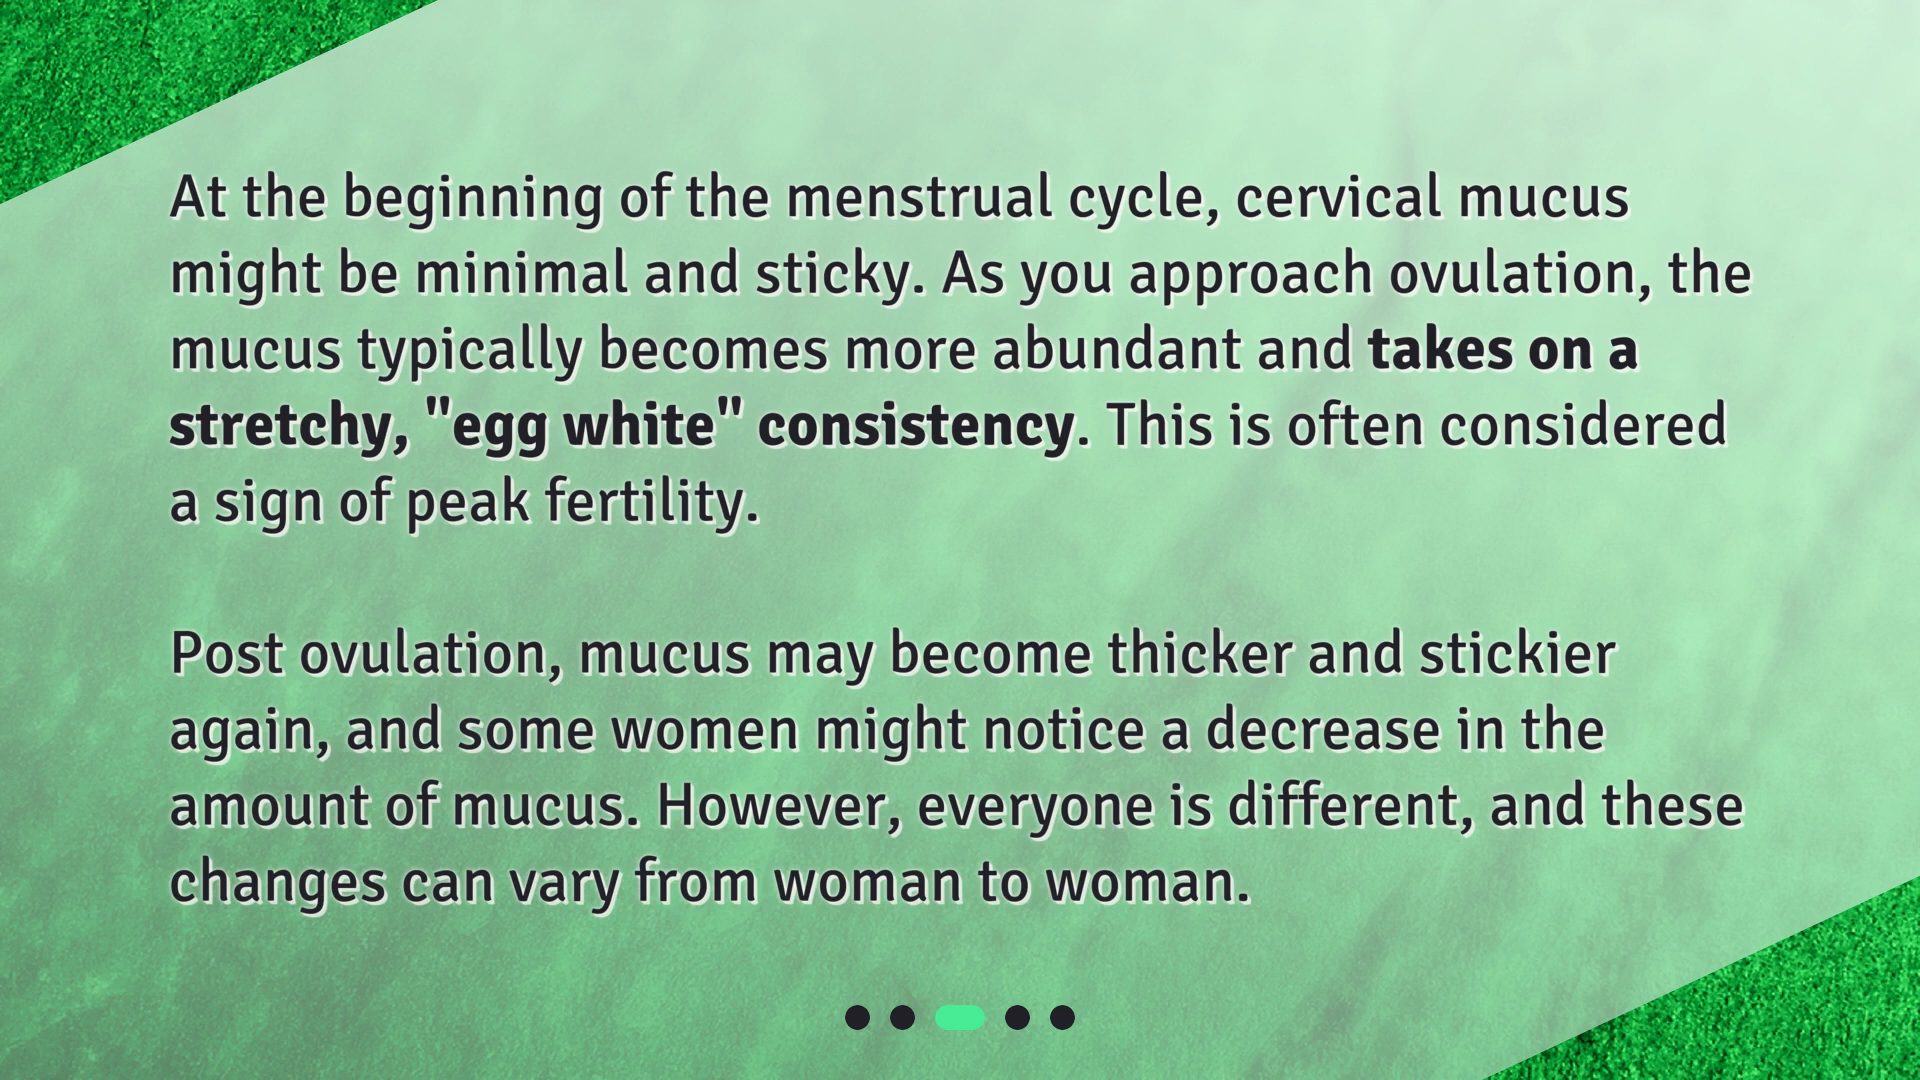 At the beginning of the menstrual cycle, cervical mucus
might be minimal and sticky. As you approach ovulation, the
mucus typically becomes more abundant and takes on a
stretchy, "egg white" consistency. This is often considered
a sign of peak fertility.
Post ovulation, mucus may become thicker and stickier
again, and some women might notice a decrease in the
amount of mucus. However, everyone is different, and these
changes can vary from woman to woman.